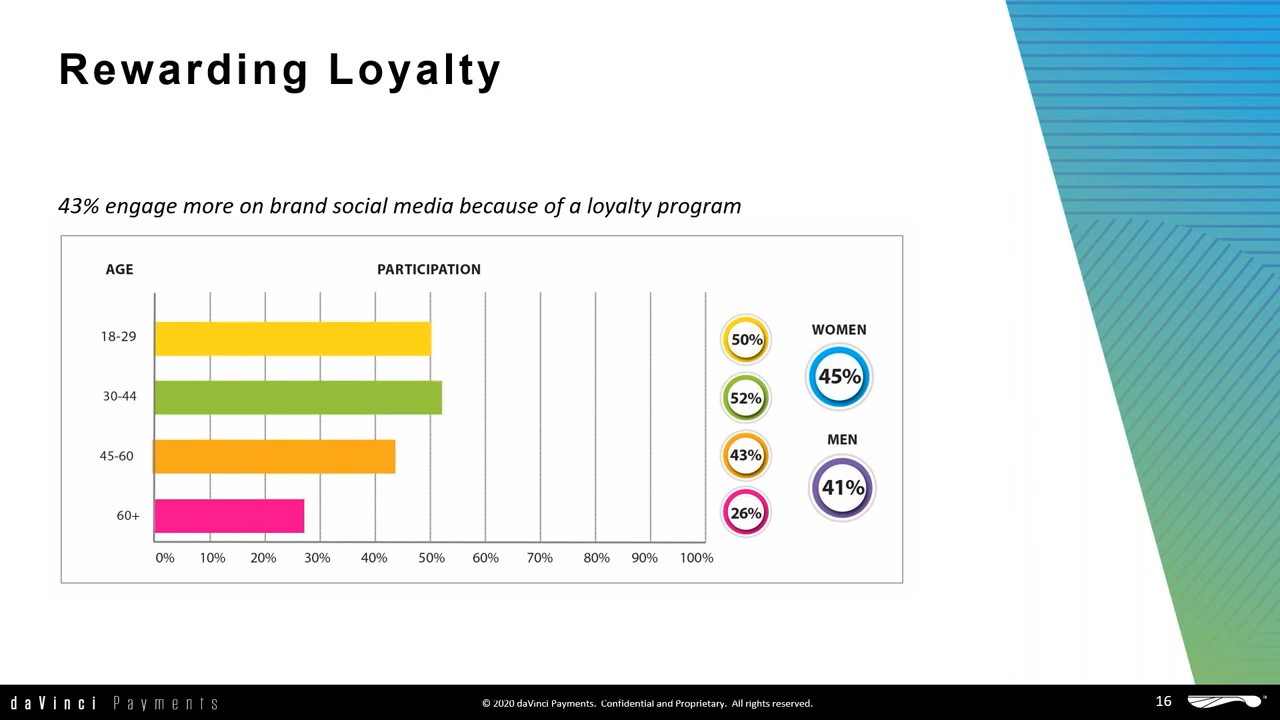 Rewarding Loyalty
43% engage more on brand social media because of a loyalty program
AGE
PARTICIPATION
18-29
30-44
45-60
60+
0% 10% 20% 30% 40% 50% 60% 70% 80% 90% 100%
50%
52%
43%
26%
WOMEN
45%
MEN
41%
daVinci Payments
© 2020 daVinci Payments. Confidential and Proprietary. All rights reserved.
16
™